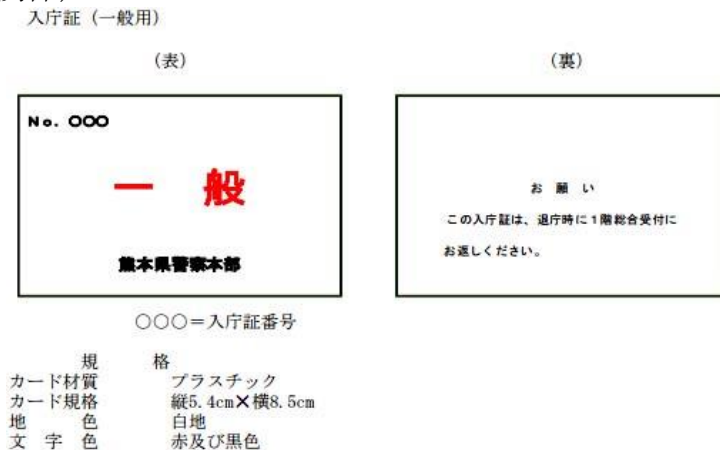 入庁証（一般用）
（表）
（裏）
No. ○○○
一　般
熊本県警察本部
お　願　い
この入庁証は、退庁時に1階総合受付に
お返しください。
○○○＝入庁証番号
規　　　格
カード材質　　プラスチック
カード規格　　縦5.4cm×横8.5cm
地　　　色　　白地
文　字　色　　赤及び黒色